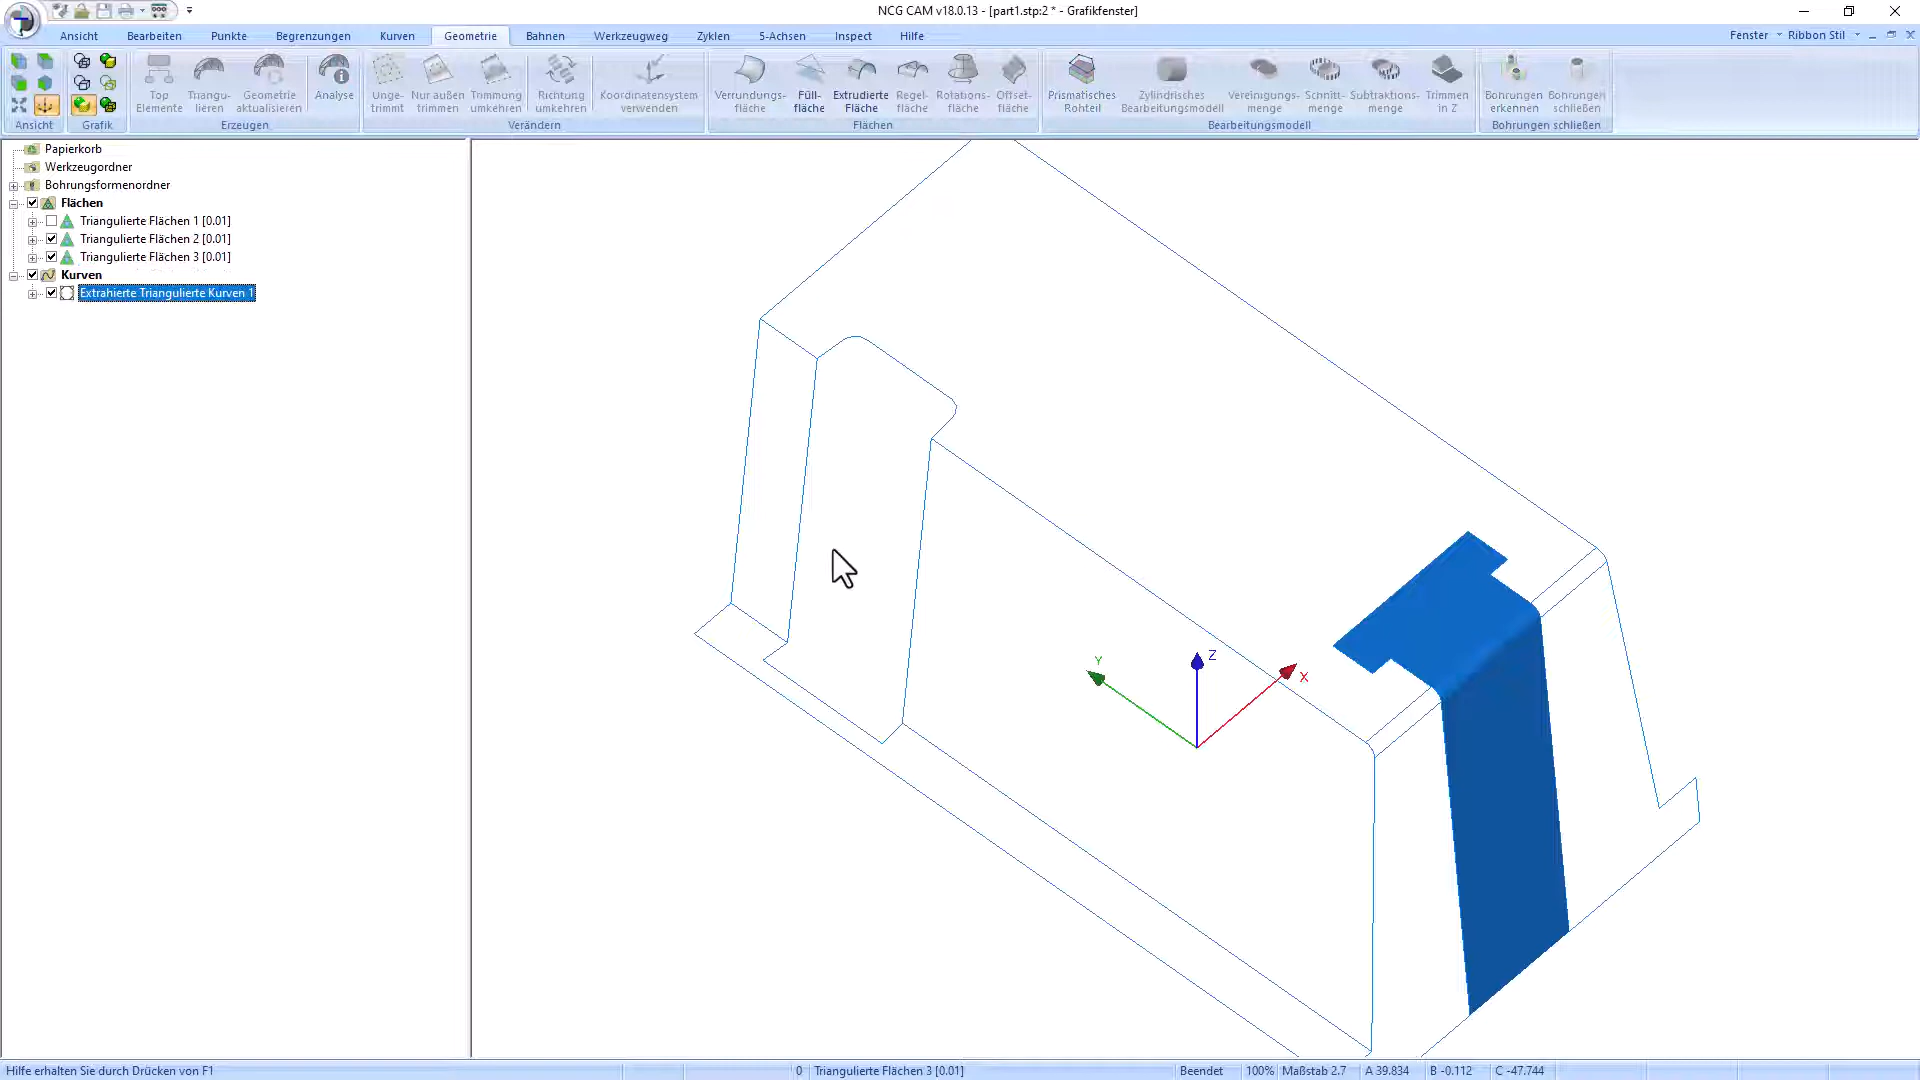 NCG CAM v18.0.13 - [part1.stp:2 * - Grafikfenster]
Ansicht Bearbeiten Punkte Begrenzungen Kurven Geometrie Bahnen Werkzeugweg Zyklen 5-Achsen Inspect Hilfe Fenster Ribbon Stil
Top Elemente
Triangu-lieren
Geometrie aktualisieren
Analyse
Unge-trimmt
Nur außen trimmen
Trimmung umkehren
Richtung umkehren
Koordinatensystem verwenden
Verrundungs-fläche
Füll-fläche
Extrudierte Fläche
Regel-fläche
Rotations-fläche
Offset-fläche
Prismatisches Rohteil
Zylindrisches Bearbeitungsmodell
Vereinigungs-menge
Schnitt-menge
Subtraktions-menge
Trimmen in Z
Bohrungen erkennen
Bohrungen schließen
Ansicht Grafik Erzeugen Verändern Flächen Bearbeitungsmodell Bohrungen schließen
Papierkorb
Werkzeugordner
Bohrungsformenordner
Flächen
Triangulierte Flächen 1 [0.01]
Triangulierte Flächen 2 [0.01]
Triangulierte Flächen 3 [0.01]
Kurven
Extrahierte Triangulierte Kurven 1
Y
Z
X
Hilfe erhalten Sie durch Drücken von F1 0 Triangulierte Flächen 3 [0.01] Beendet 100% Maßstab 2.7 A 39.834 B -0.112 C -47.744